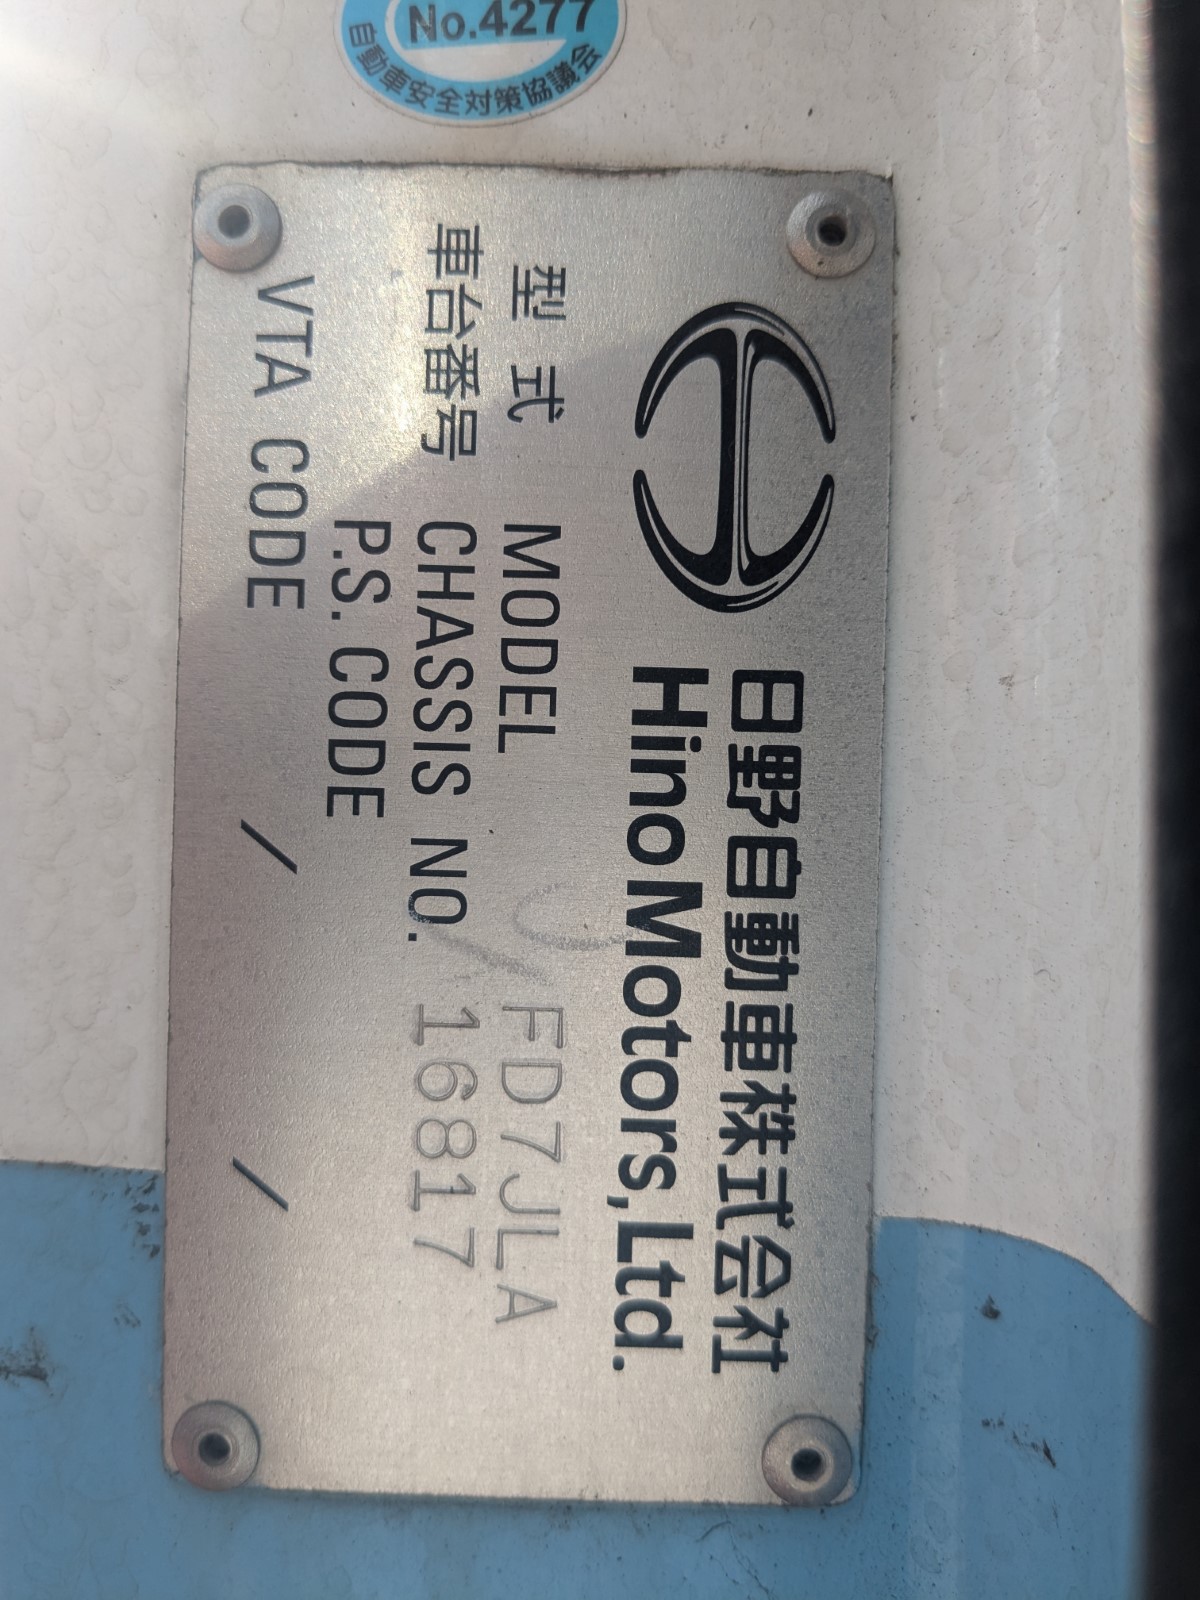 No.4277
自動車安全対策協議会
日野自動車株式会社
Hino Motors,Ltd.
型式 MODEL FD7JLA
車台番号 CHASSIS NO. 16817
P.S. CODE
VTA CODE / /